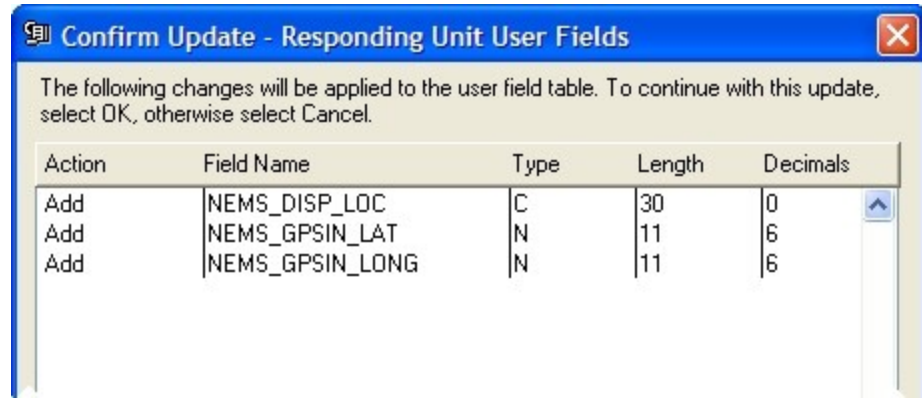 Confirm Update - Responding Unit User Fields
The following changes will be applied to the user field table. To continue with this update,
select OK, otherwise select Cancel.
Action Field Name Type Length Decimals
Add NEMS_DISP_LOC C 30 0
Add NEMS_GPSIN_LAT N 11 6
Add NEMS_GPSIN_LONG N 11 6